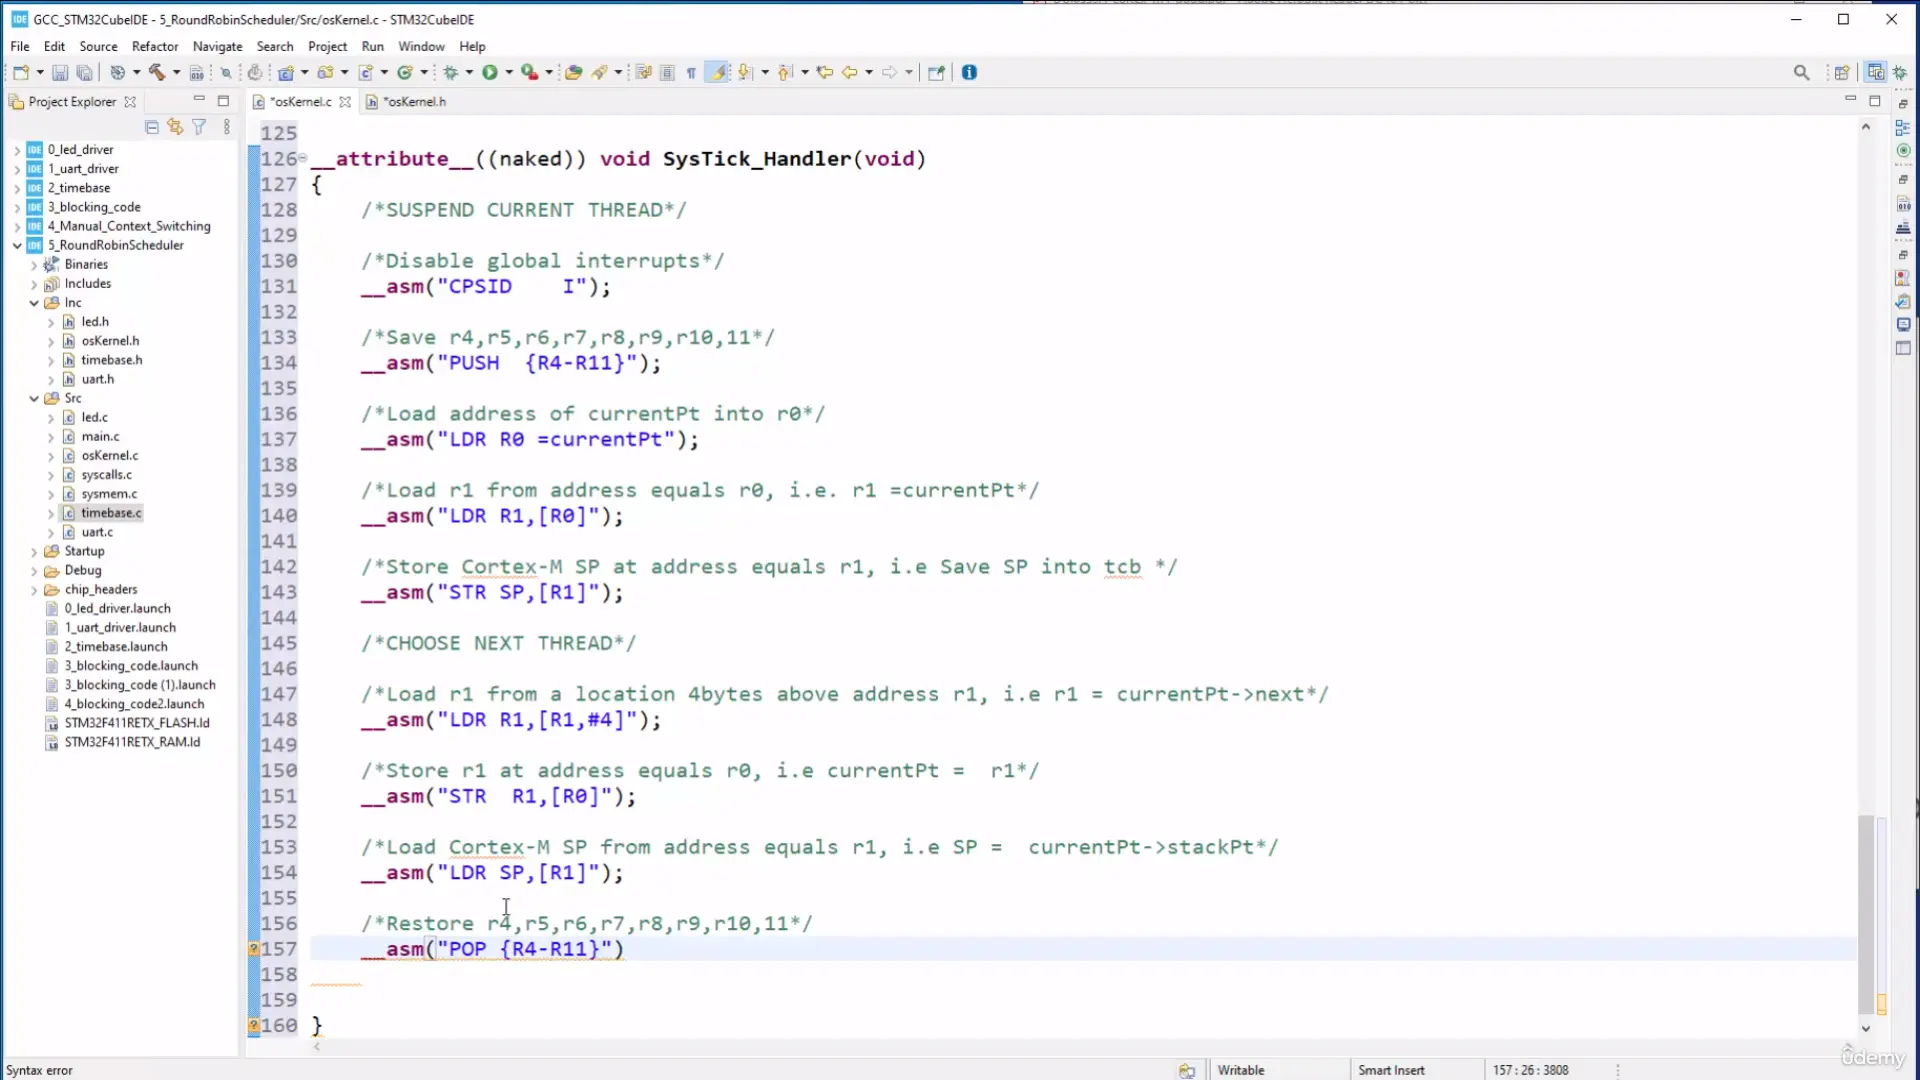 GCC_STM32CubeIDE - 5_RoundRobinScheduler/Src/osKernel.c - STM32CubeIDE
File Edit Source Refactor Navigate Search Project Run Window Help
Project Explorer
*osKernel.c
*osKernel.h
0_led_driver
1_uart_driver
2_timebase
3_blocking_code
4_Manual_Context_Switching
5_RoundRobinScheduler
Binaries
Includes
Inc
led.h
osKernel.h
timebase.h
uart.h
Src
led.c
main.c
osKernel.c
syscalls.c
sysmem.c
timebase.c
uart.c
Startup
Debug
chip_headers
0_led_driver.launch
1_uart_driver.launch
2_timebase.launch
3_blocking_code.launch
3_blocking_code (1).launch
4_blocking_code2.launch
STM32F411RETX_FLASH.ld
STM32F411RETX_RAM.ld
125
126 __attribute__((naked)) void SysTick_Handler(void)
127 {
128 /*SUSPEND CURRENT THREAD*/
129
130 /*Disable global interrupts*/
131 __asm("CPSID    I");
132
133 /*Save r4,r5,r6,r7,r8,r9,r10,11*/
134 __asm("PUSH  {R4-R11}");
135
136 /*Load address of currentPt into r0*/
137 __asm("LDR R0 =currentPt");
138
139 /*Load r1 from address equals r0, i.e. r1 =currentPt*/
140 __asm("LDR R1,[R0]");
141
142 /*Store Cortex-M SP at address equals r1, i.e Save SP into tcb */
143 __asm("STR SP,[R1]");
144
145 /*CHOOSE NEXT THREAD*/
146
147 /*Load r1 from a location 4bytes above address r1, i.e r1 = currentPt->next*/
148 __asm("LDR R1,[R1,#4]");
149
150 /*Store r1 at address equals r0, i.e currentPt =  r1*/
151 __asm("STR  R1,[R0]");
152
153 /*Load Cortex-M SP from address equals r1, i.e SP =  currentPt->stackPt*/
154 __asm("LDR SP,[R1]");
155
156 /*Restore r4,r5,r6,r7,r8,r9,r10,11*/
157 __asm("POP {R4-R11}")
158
159
160 }
Syntax error
Writable
Smart Insert
157 : 26 : 3808
udemy